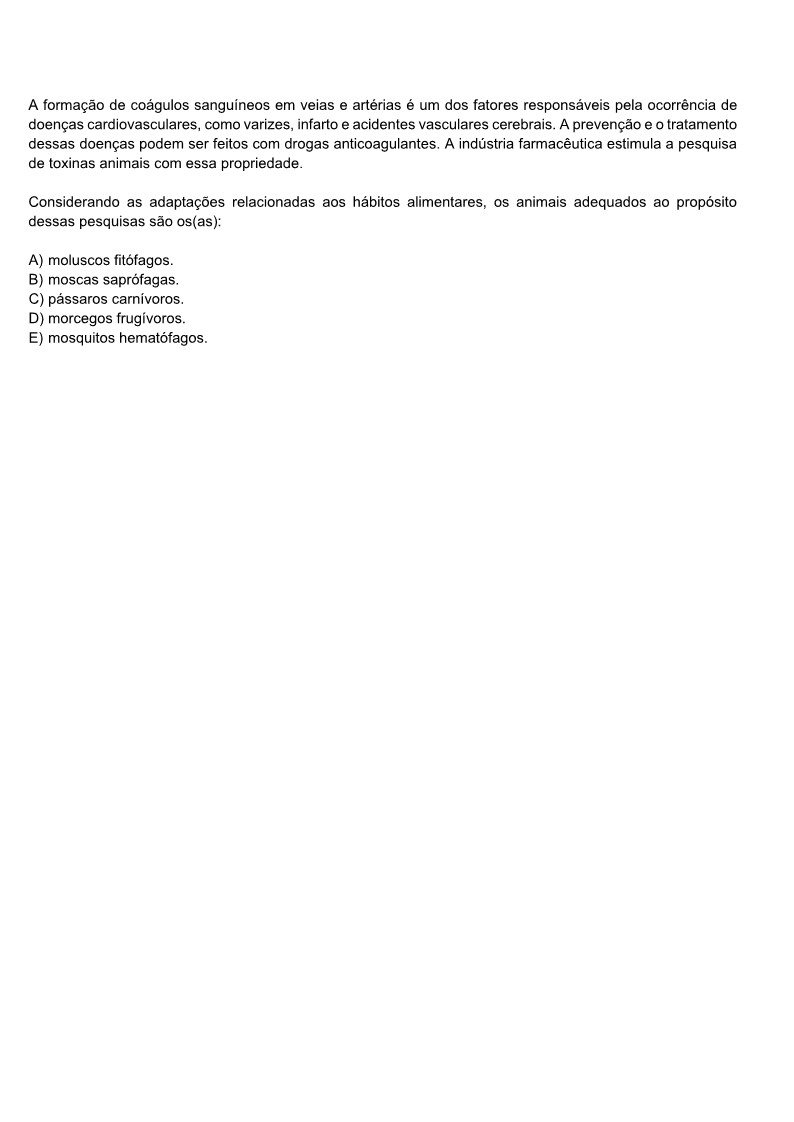 A formação de coágulos sanguíneos em veias e artérias é um dos fatores responsáveis pela ocorrência de
doenças cardiovasculares, como varizes, infarto e acidentes vasculares cerebrais. A prevenção e o tratamento
dessas doenças podem ser feitos com drogas anticoagulantes. A indústria farmacêutica estimula a pesquisa
de toxinas animais com essa propriedade.
Considerando as adaptações relacionadas aos hábitos alimentares, os animais adequados ao propósito
dessas pesquisas são os(as):
A) moluscos fitófagos.
B) moscas saprófagas.
C) pássaros carnívoros.
D) morcegos frugívoros.
E) mosquitos hematófagos.